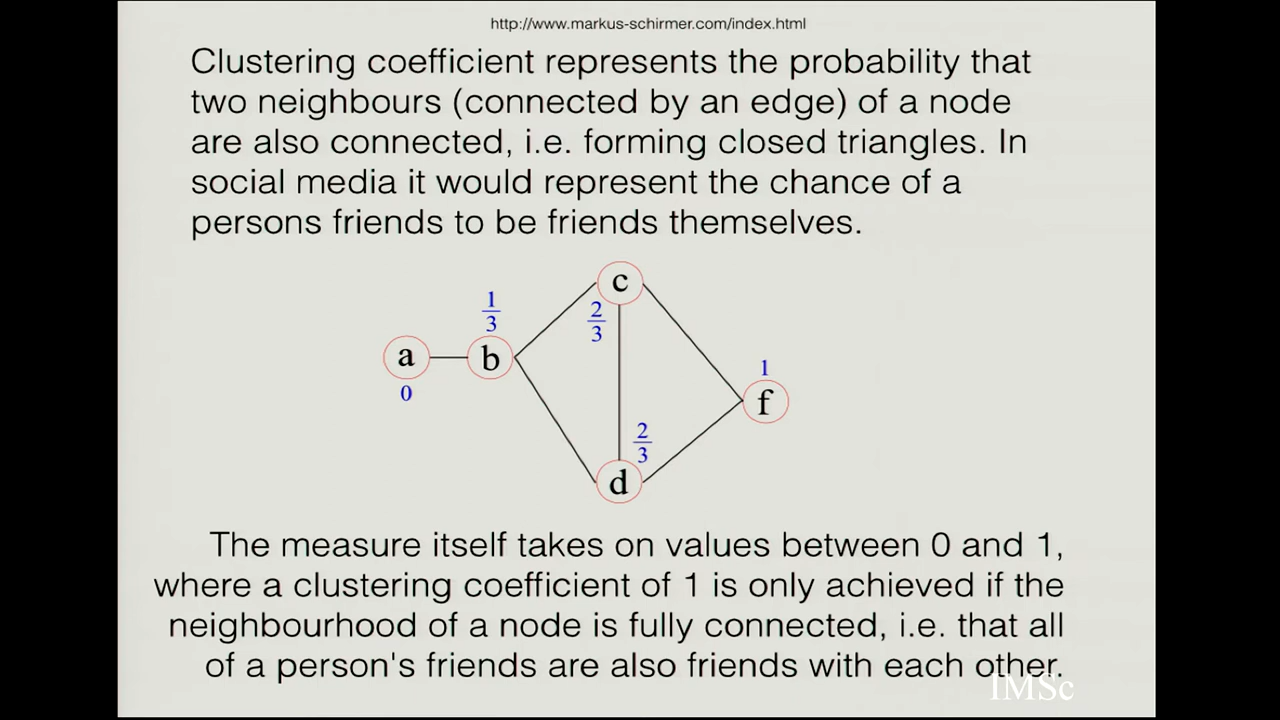 http://www.markus-schirmer.com/index.html
Clustering coefficient represents the probability that
two neighbours (connected by an edge) of a node
are also connected, i.e. forming closed triangles. In
social media it would represent the chance of a
persons friends to be friends themselves.
c
1/3
2/3
a
b
1
0
f
2/3
d
The measure itself takes on values between 0 and 1,
where a clustering coefficient of 1 is only achieved if the
neighbourhood of a node is fully connected, i.e. that all
of a person's friends are also friends with each other.
IMSc